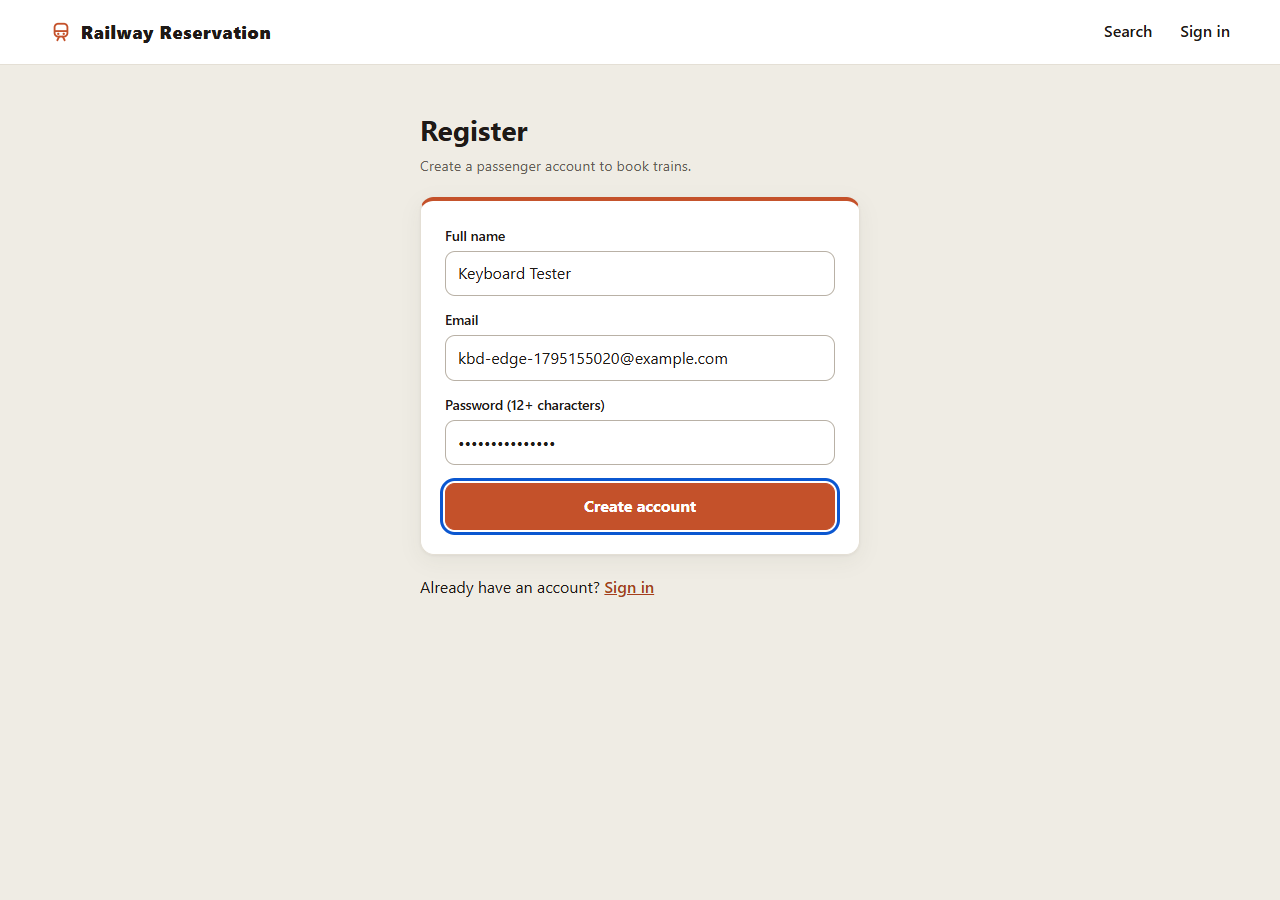 Railway Reservation
Search
Sign in
Register
Create a passenger account to book trains.
Full name
Keyboard Tester
Email
kbd-edge-1795155020@example.com
Password (12+ characters)
•••••••••••••••
Create account
Already have an account? Sign in